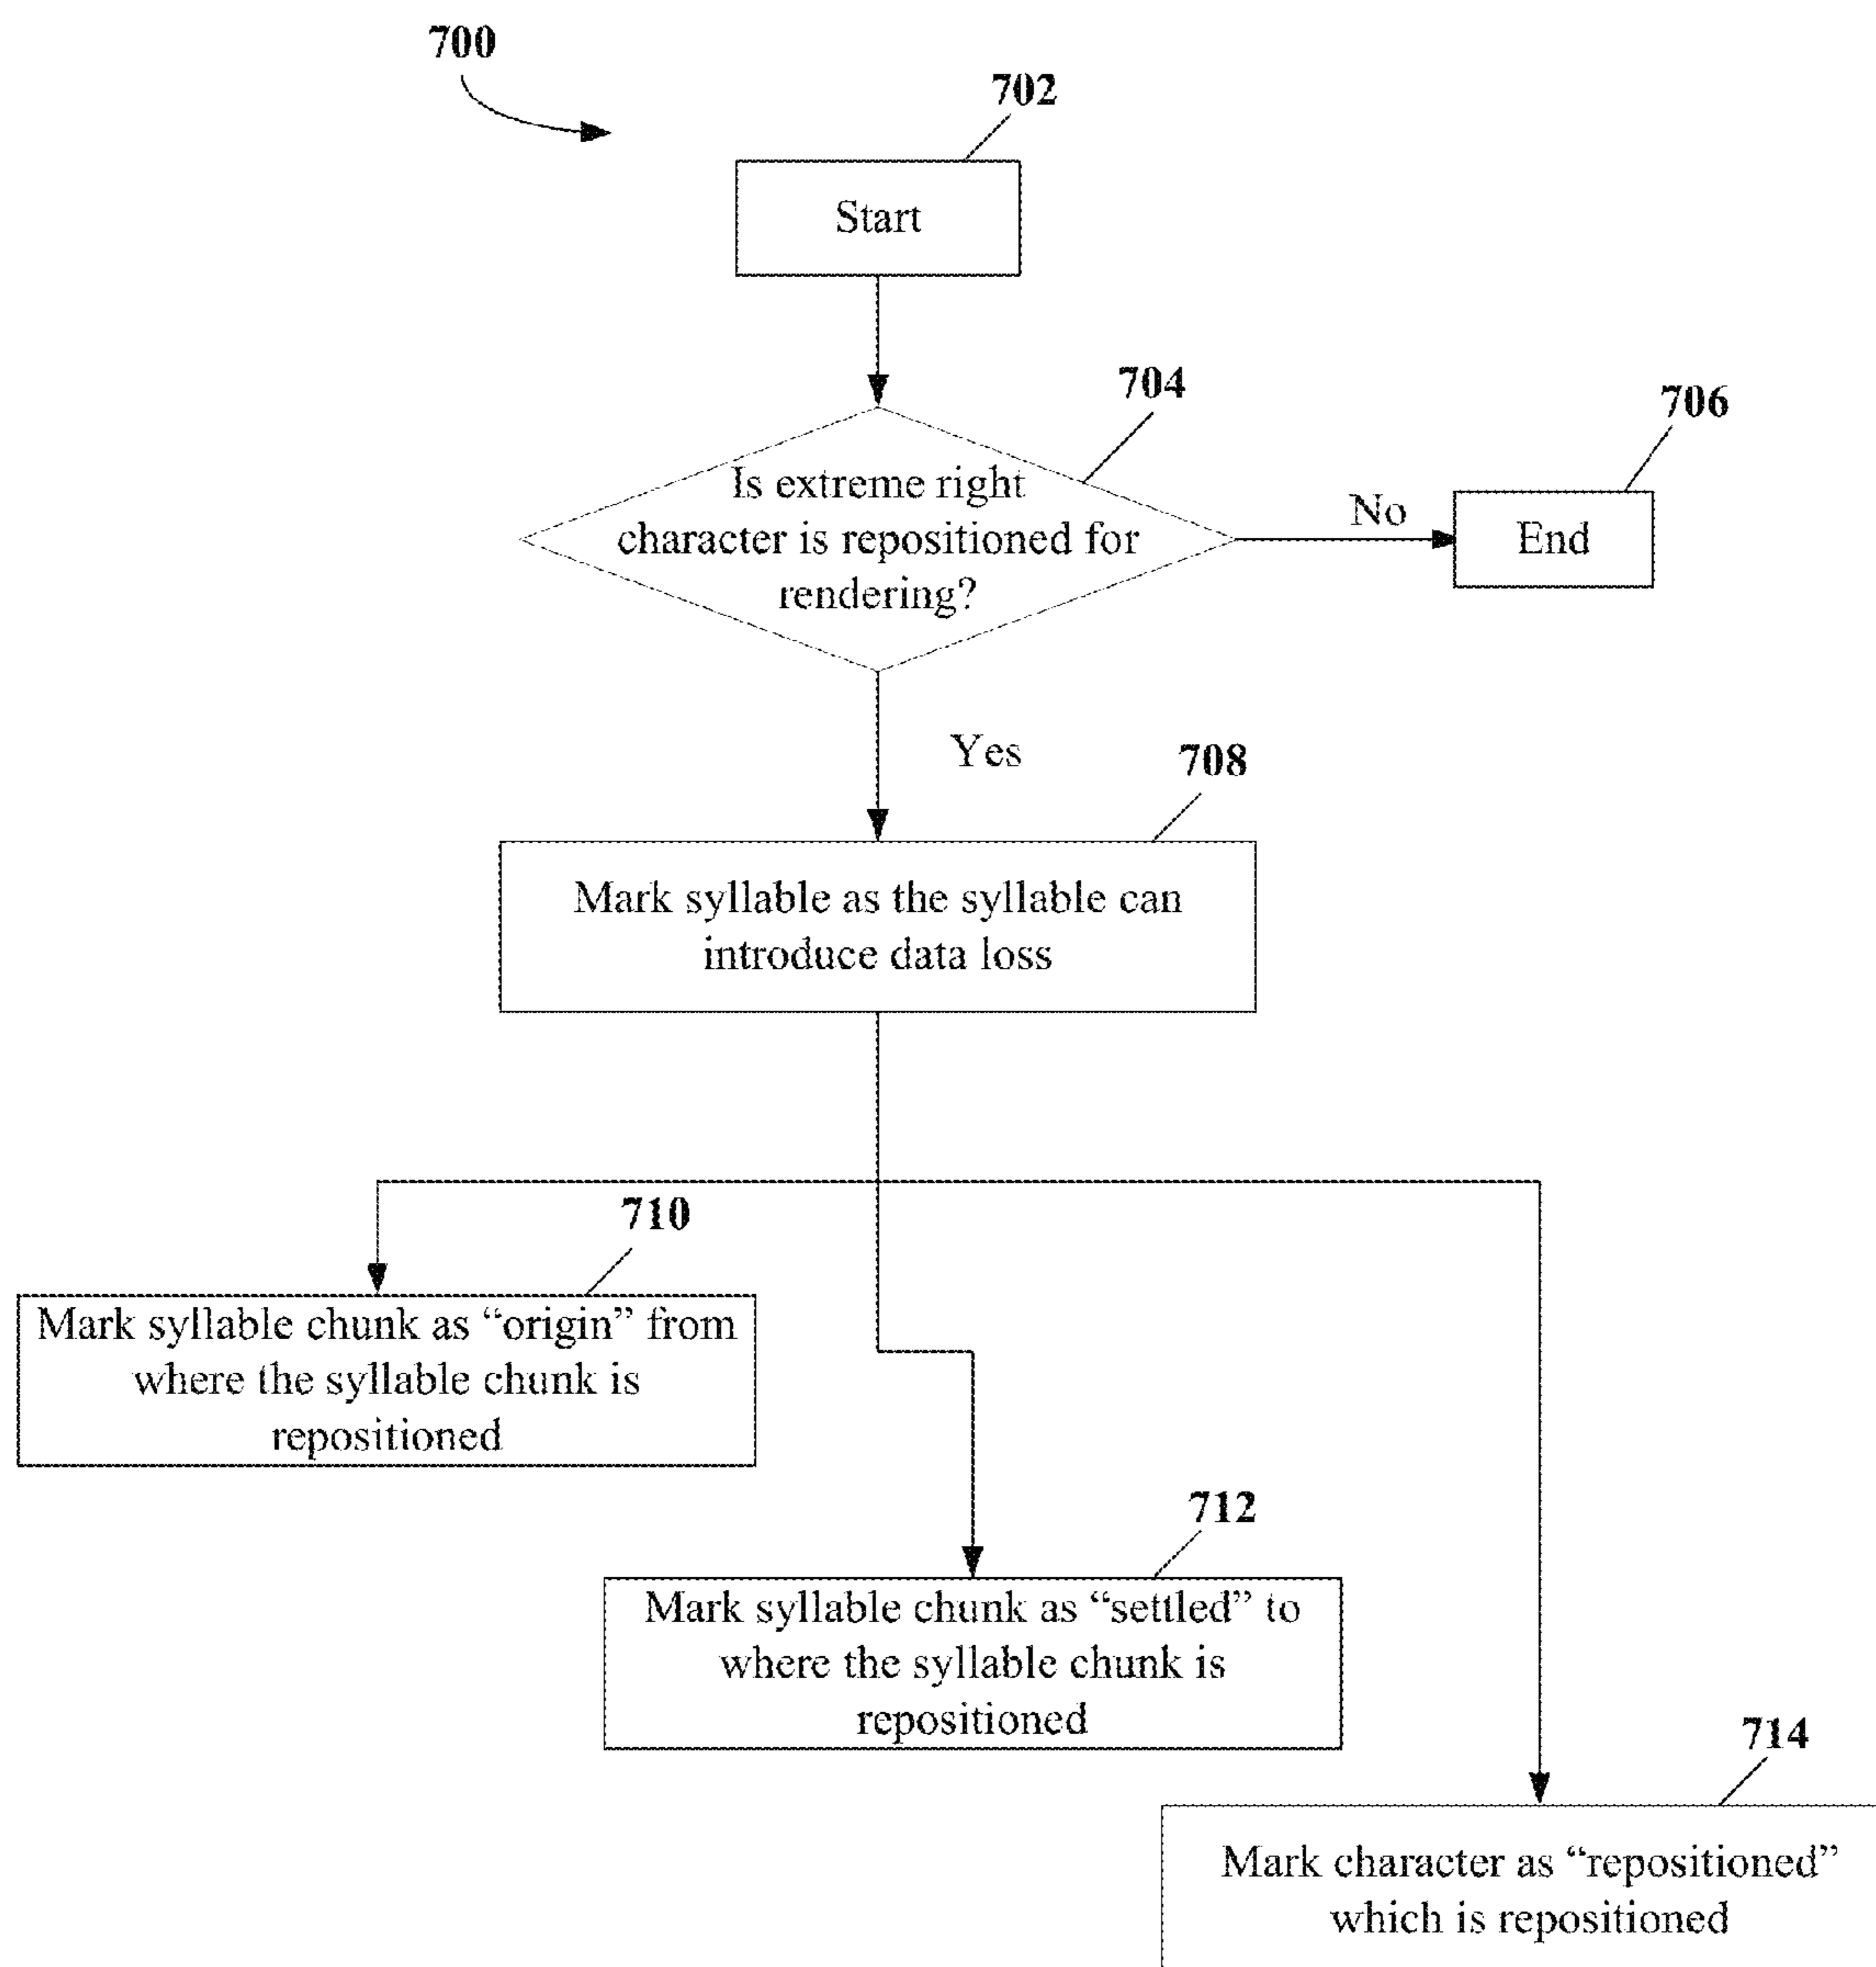 700
702
Start
704
706
Is extreme right
character is repositioned for
rendering?
No
End
Yes
708
Mark syllable as the syllable can
introduce data loss
710
Mark syllable chunk as “origin” from
where the syllable chunk is
repositioned
712
Mark syllable chunk as “settled” to
where the syllable chunk is
repositioned
714
Mark character as “repositioned”
which is repositioned